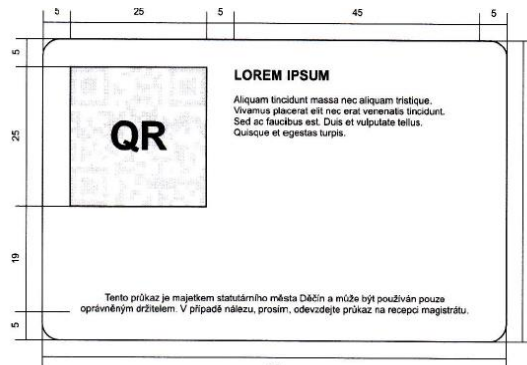 5 25 5 45 5
5
25
19
5
QR
LOREM IPSUM
Aliquam tincidunt massa nec aliquam tristique.
Vivamus placerat elit nec erat venenatis tincidunt.
Sed ac faucibus est. Duis et vulputate tellus.
Quisque et egestas turpis.
Tento průkaz je majetkem statutárního města Děčín a může být používán pouze
oprávněným držitelem. V případě nálezu, prosím, odevzdejte průkaz na recepci magistrátu.